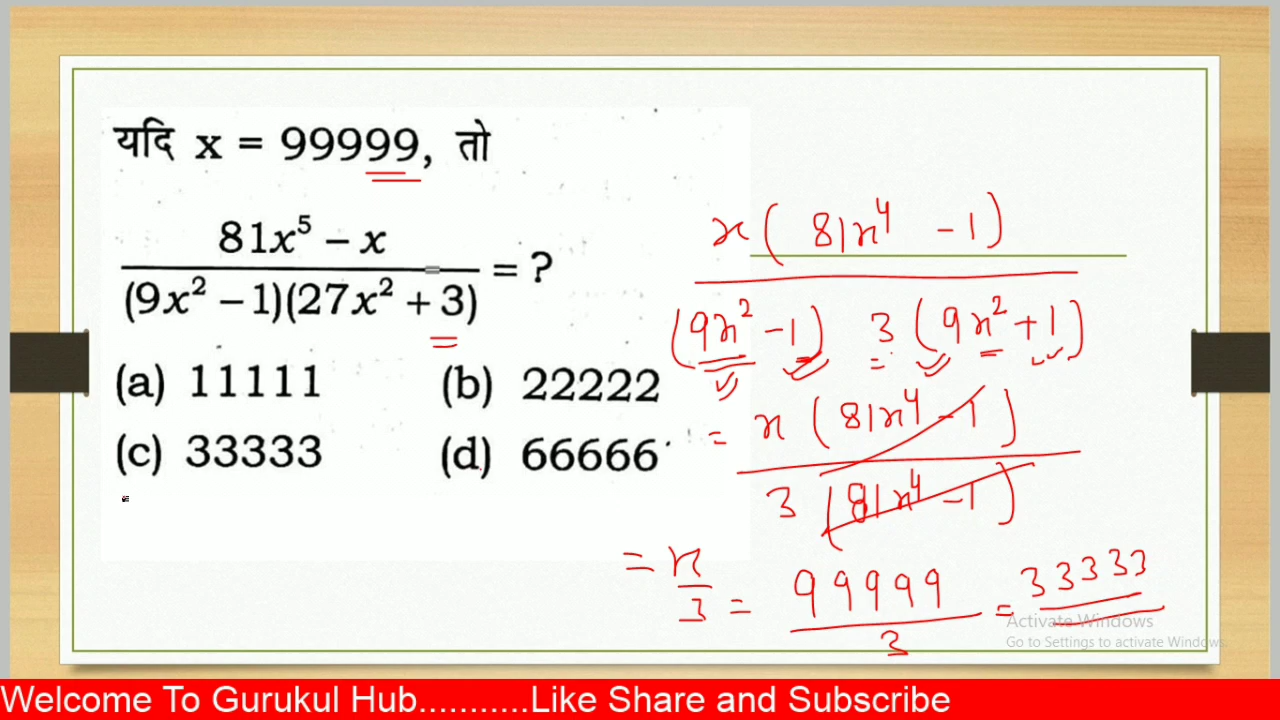 यदि x = 99999, तो
81x⁵ – x
(9x² – 1)(27x² + 3)
= ?
(a) 11111 (b) 22222
(c) 33333 (d) 66666
x(81x⁴ - 1)
(9x² - 1) 3(9x² + 1)
= x(81x⁴ - 1)
3(81x⁴ - 1)
= x/3 = 99999/3 = 33333
Activate Windows
Go to Settings to activate Windows.
Welcome To Gurukul Hub...........Like Share and Subscribe